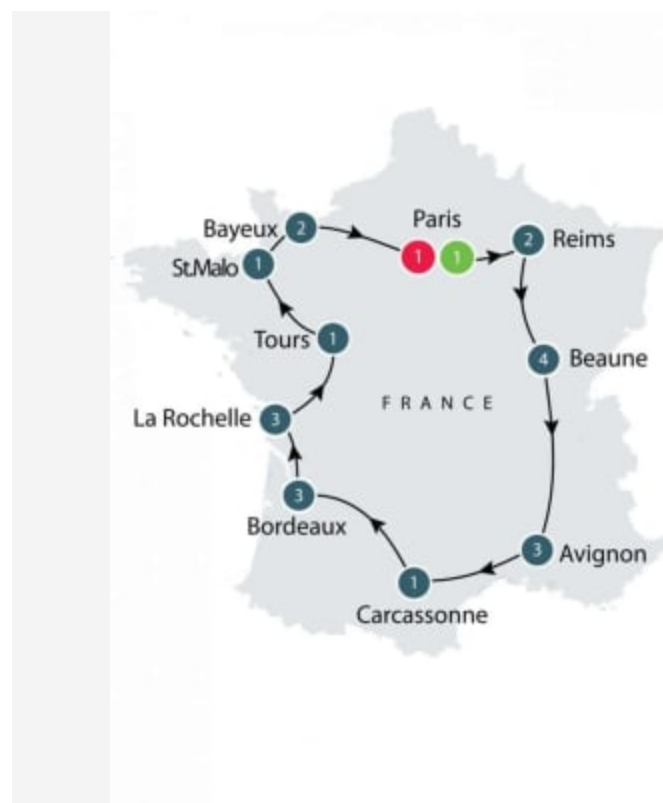 Paris
Bayeux 2
1 1
2 Reims
St.Malo 1
Tours 1
4 Beaune
FRANCE
La Rochelle 3
3
Bordeaux
3 Avignon
1
Carcassonne